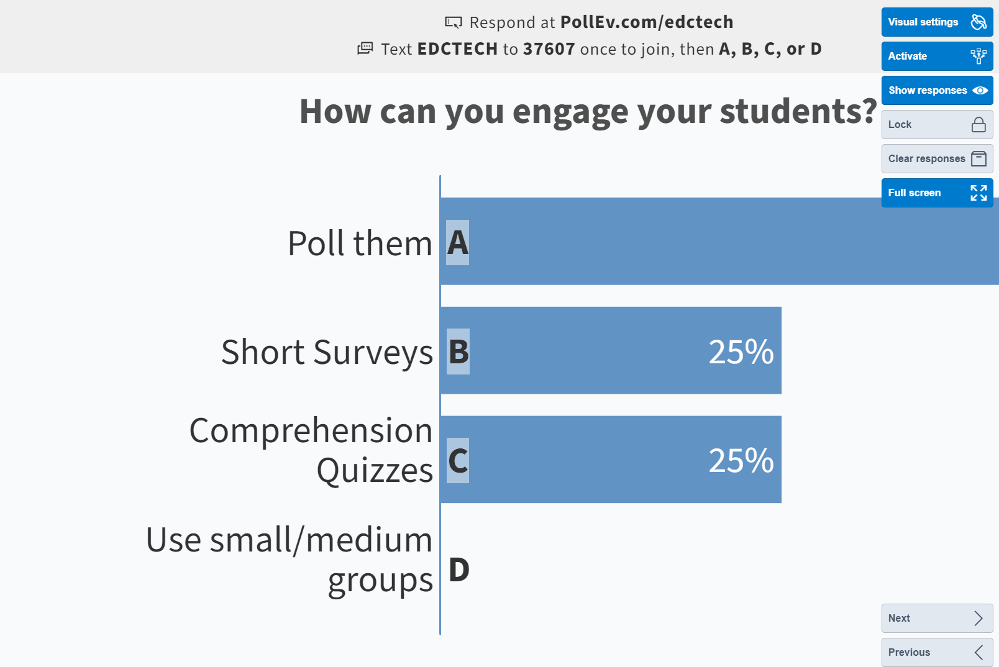 Respond at PollEv.com/edctech
Text EDCTECH to 37607 once to join, then A, B, C, or D
Visual settings
Activate
Show responses
Lock
Clear responses
Full screen
How can you engage your students?
Poll them
A
Short Surveys
B
25%
Comprehension
Quizzes
C
25%
Use small/medium
groups
D
Next
Previous